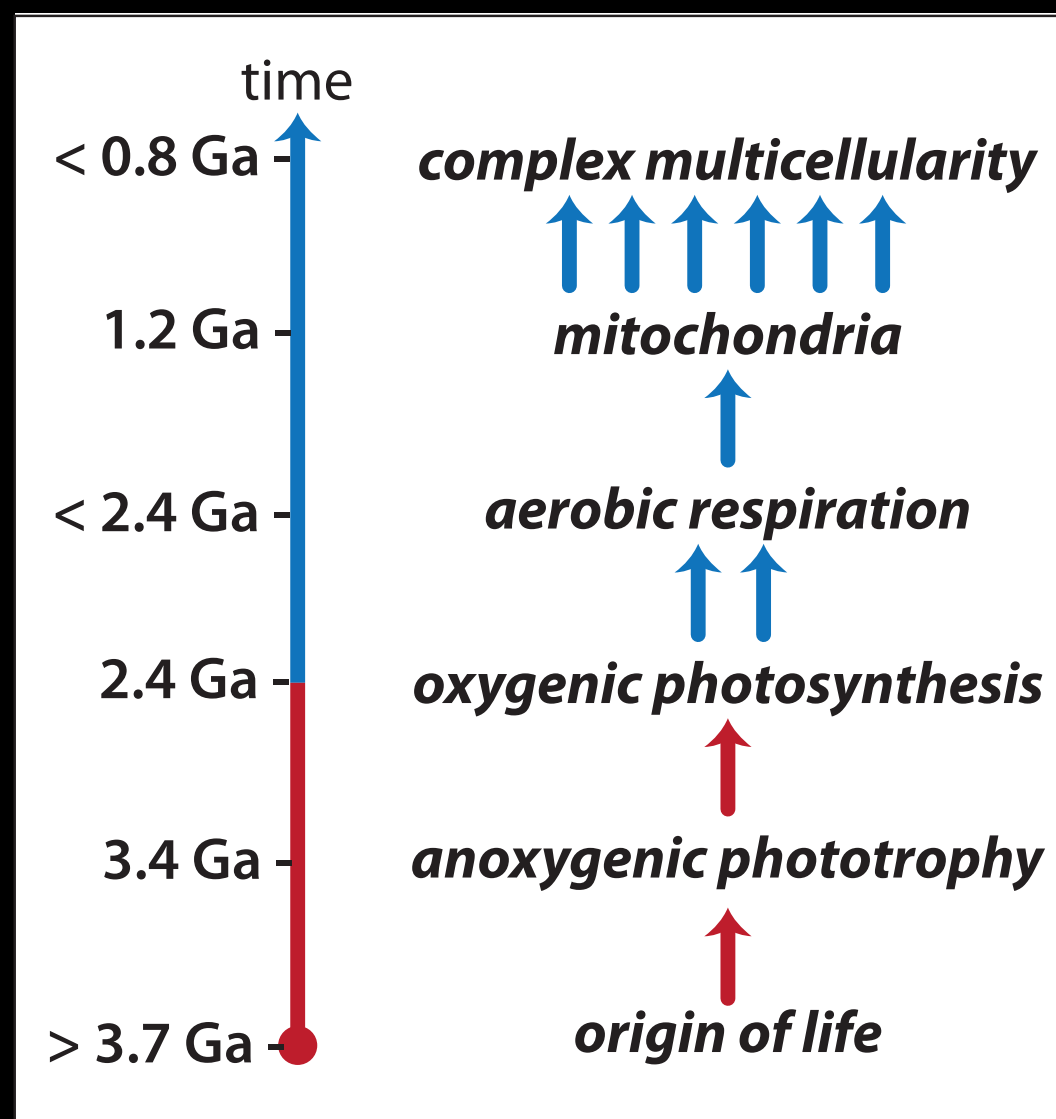 time
< 0.8 Ga
complex multicellularity
1.2 Ga
mitochondria
< 2.4 Ga
aerobic respiration
2.4 Ga
oxygenic photosynthesis
3.4 Ga
anoxygenic phototrophy
> 3.7 Ga
origin of life